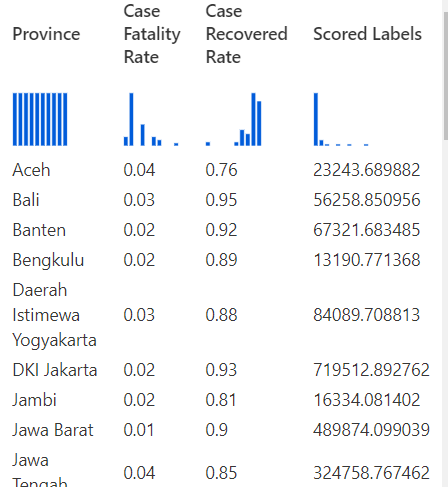 Province Case Fatality Rate Case Recovered Rate Scored Labels
Aceh 0.04 0.76 23243.689882
Bali 0.03 0.95 56258.850956
Banten 0.02 0.92 67321.683485
Bengkulu 0.02 0.89 13190.771368
Daerah Istimewa Yogyakarta 0.03 0.88 84089.708813
DKI Jakarta 0.02 0.93 719512.892762
Jambi 0.02 0.81 16334.081402
Jawa Barat 0.01 0.9 489874.099039
Jawa Tengah 0.04 0.85 324758.767462